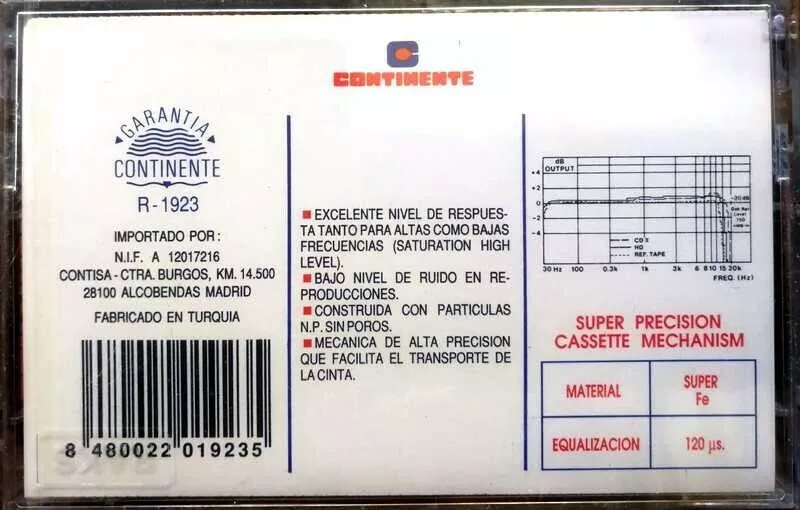 CONTINENTE
GARANTIA
CONTINENTE
R-1923
IMPORTADO POR:
N.I.F. A 12017216
CONTISA-CTRA. BURGOS, KM. 14.500
28100 ALCOBENDAS MADRID
FABRICADO EN TURQUIA
8 480022 019235
■ EXCELENTE NIVEL DE RESPUES-
TA TANTO PARA ALTAS COMO BAJAS
FRECUENCIAS (SATURATION HIGH
LEVEL).
■ BAJO NIVEL DE RUIDO EN RE-
PRODUCCIONES.
■ CONSTRUIDA CON PARTICULAS
N.P. SIN POROS.
■ MECANICA DE ALTA PRECISION
QUE FACILITA EL TRANSPORTE DE
LA CINTA.
dB
OUTPUT
+4
+2
0
-2
-4
-20 dB
Level
CD II
HD
REF. TAPE
30 Hz 100 0.3k 1k 3k 6 8 10 15 20k
FREQ. (Hz)
SUPER PRECISION
CASSETTE MECHANISM
MATERIAL SUPER Fe
EQUALIZACION 120 µs.